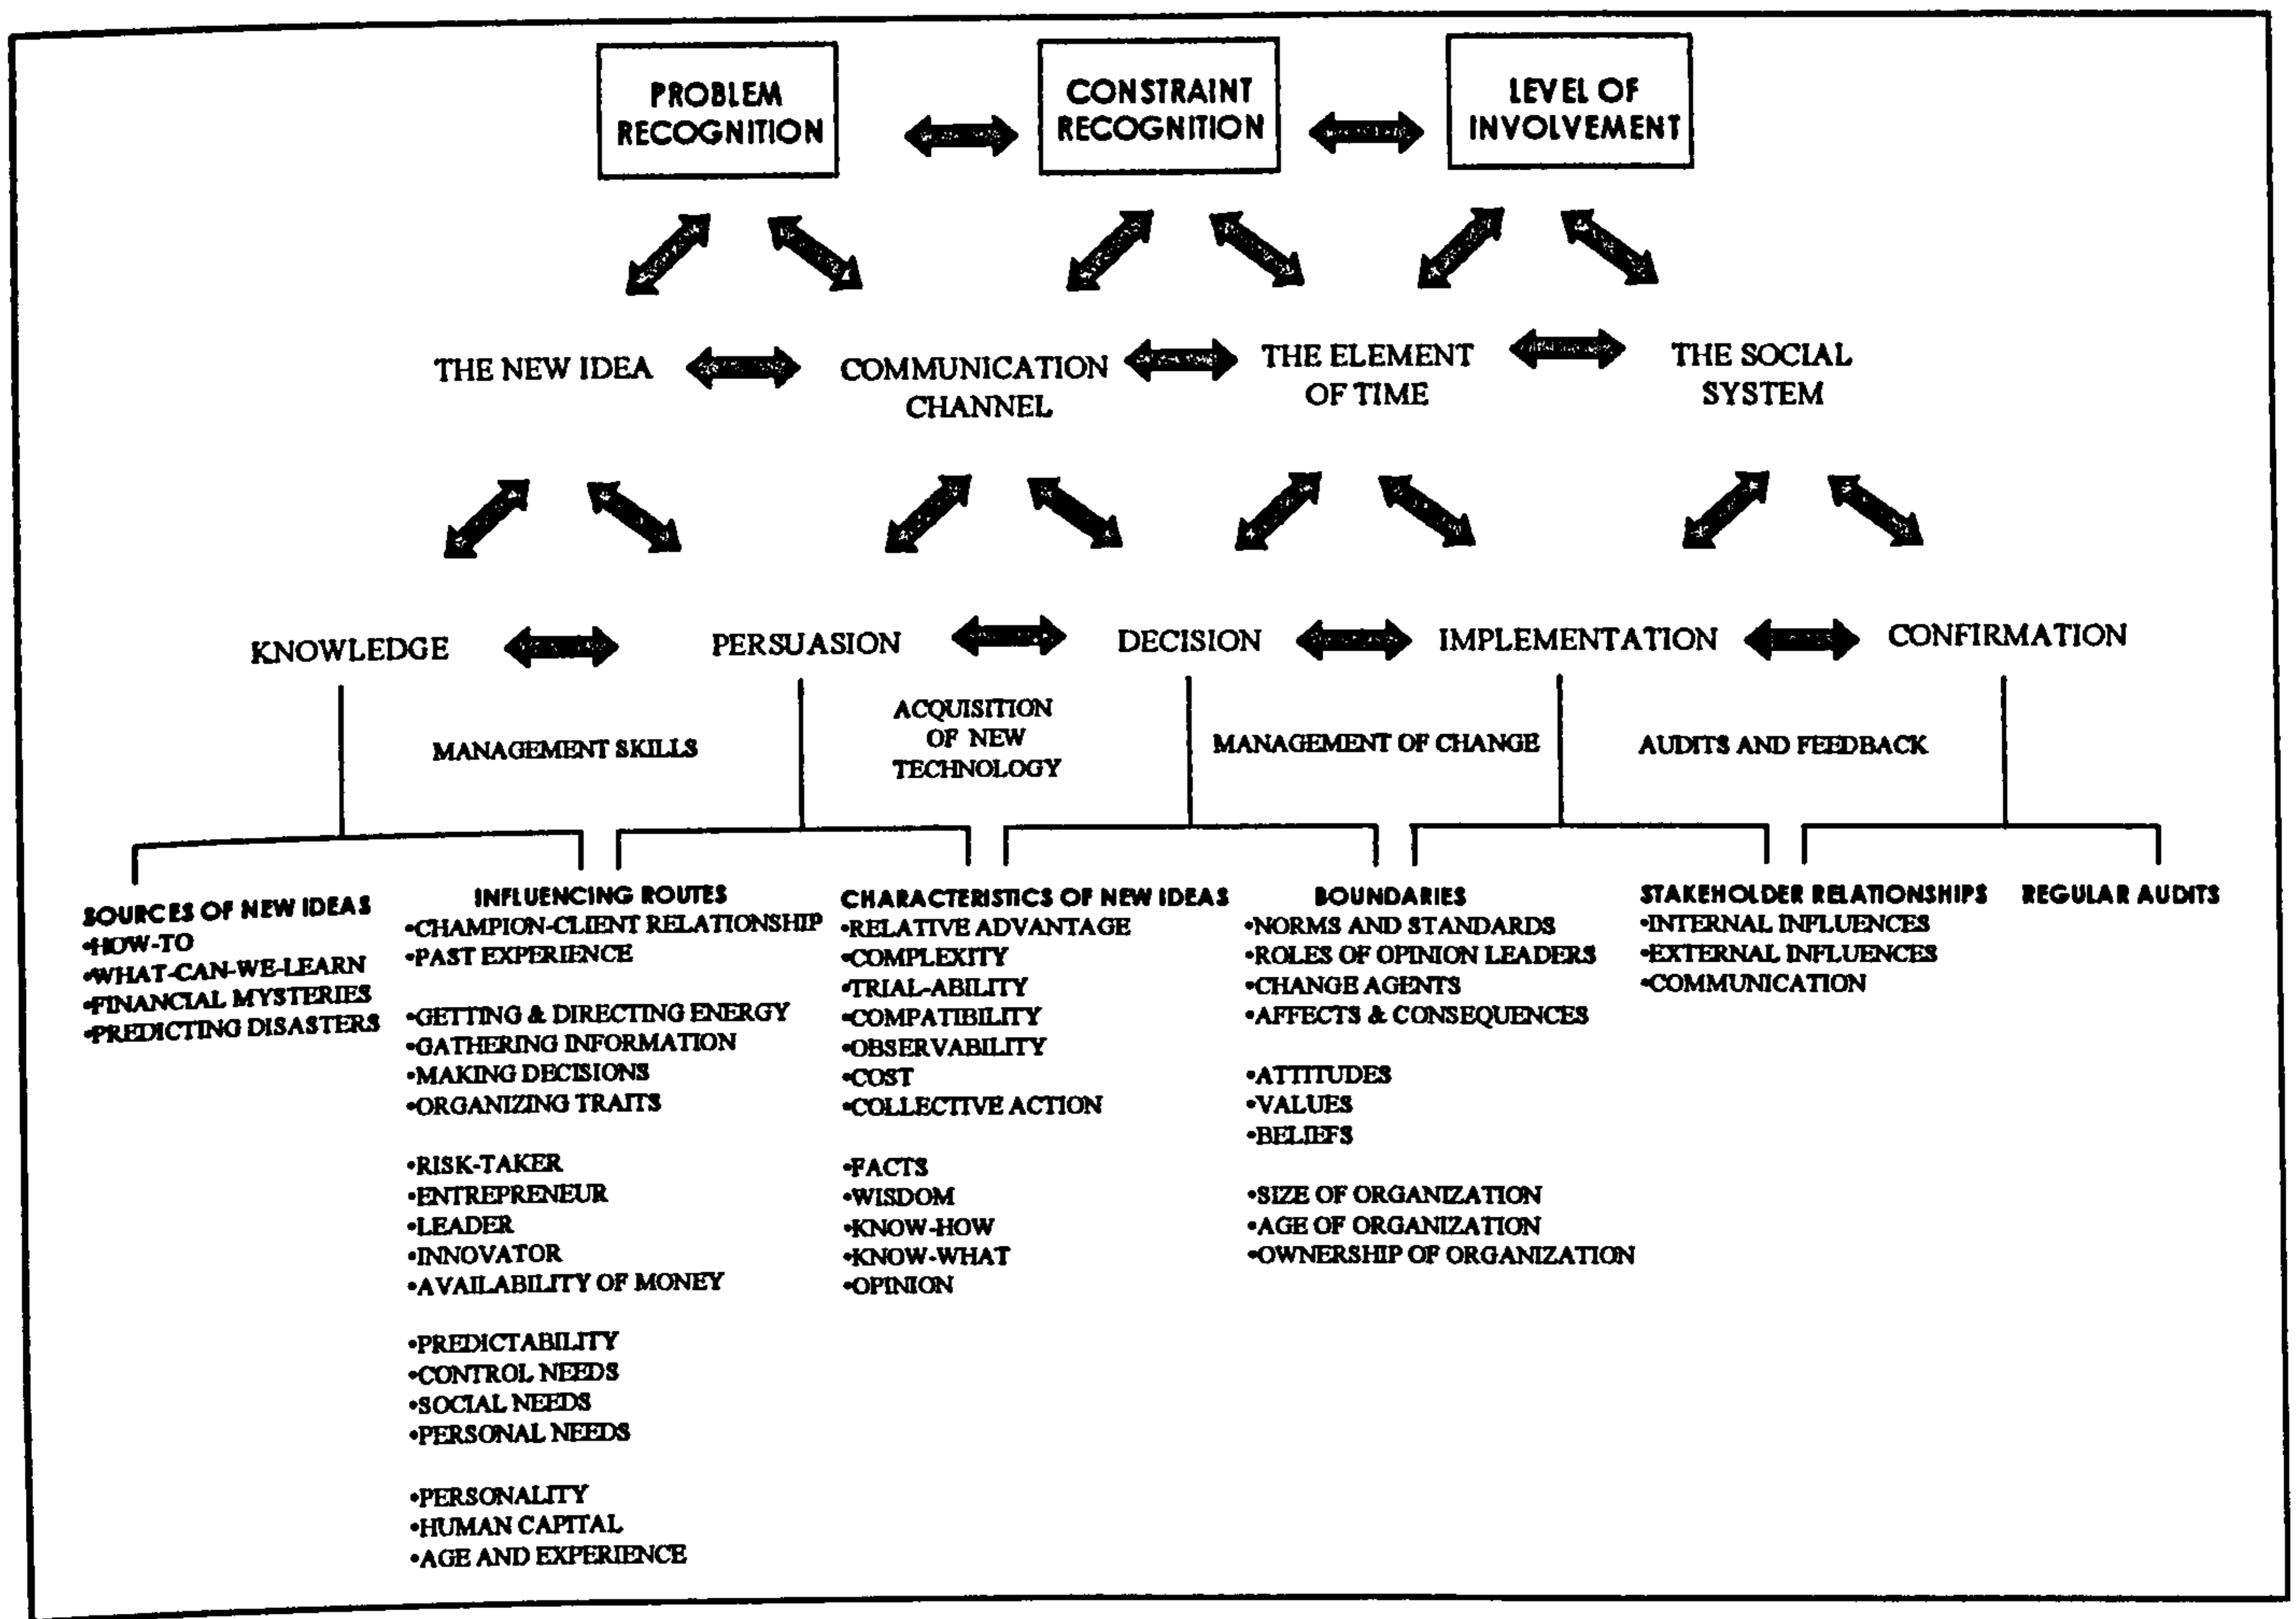 PROBLEM
RECOGNITION
CONSTRAINT
RECOGNITION
LEVEL OF
INVOLVEMENT
THE NEW IDEA
COMMUNICATION
CHANNEL
THE ELEMENT
OF TIME
THE SOCIAL
SYSTEM
KNOWLEDGE
PERSUASION
DECISION
IMPLEMENTATION
CONFIRMATION
MANAGEMENT SKILLS
ACQUISITION
OF NEW
TECHNOLOGY
MANAGEMENT OF CHANGE
AUDITS AND FEEDBACK
SOURCES OF NEW IDEAS
•HOW-TO
•WHAT-CAN-WE-LEARN
•FINANCIAL MYSTERIES
•PREDICTING DISASTERS
INFLUENCING ROUTES
•CHAMPION-CLIENT RELATIONSHIP
•PAST EXPERIENCE
•GETTING & DIRECTING ENERGY
•GATHERING INFORMATION
•MAKING DECISIONS
•ORGANIZING TRAITS
•RISK-TAKER
•ENTREPRENEUR
•LEADER
•INNOVATOR
•AVAILABILITY OF MONEY
•PREDICTABILITY
•CONTROL NEEDS
•SOCIAL NEEDS
•PERSONAL NEEDS
•PERSONALITY
•HUMAN CAPITAL
•AGE AND EXPERIENCE
CHARACTERISTICS OF NEW IDEAS
•RELATIVE ADVANTAGE
•COMPLEXITY
•TRIAL-ABILITY
•COMPATIBILITY
•OBSERVABILITY
•COST
•COLLECTIVE ACTION
•FACTS
•WISDOM
•KNOW-HOW
•KNOW-WHAT
•OPINION
BOUNDARIES
•NORMS AND STANDARDS
•ROLES OF OPINION LEADERS
•CHANGE AGENTS
•AFFECTS & CONSEQUENCES
•ATTITUDES
•VALUES
•BELIEFS
•SIZE OF ORGANIZATION
•AGE OF ORGANIZATION
•OWNERSHIP OF ORGANIZATION
STAKEHOLDER RELATIONSHIPS
•INTERNAL INFLUENCES
•EXTERNAL INFLUENCES
•COMMUNICATION
REGULAR AUDITS